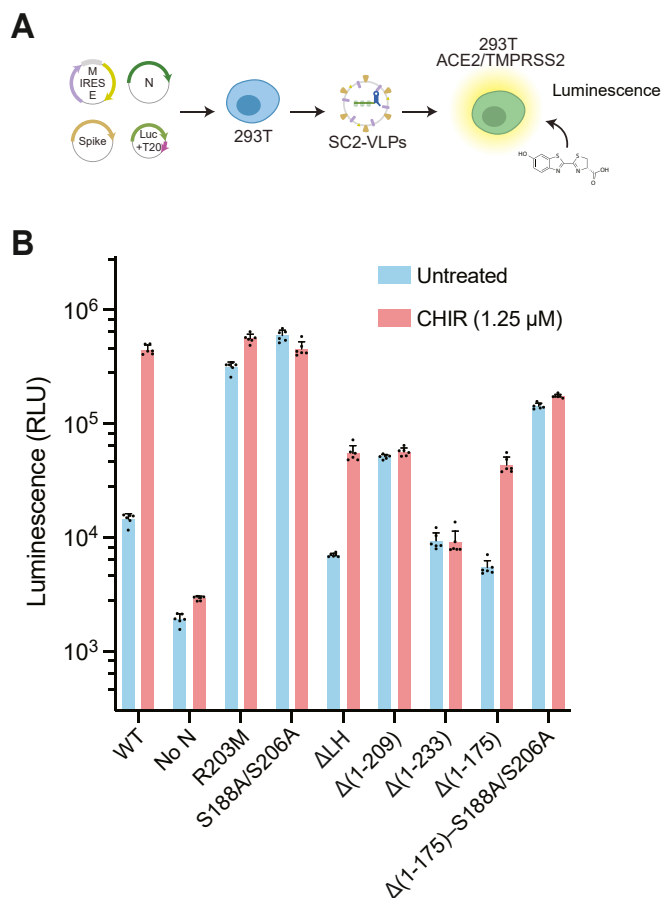 A
M
IRES
E
N
Spike
Luc
+T20
293T
SC2-VLPs
293T
ACE2/TMPRSS2
Luminescence
HO
S
N
S
N
OH
O
B
Untreated
CHIR (1.25 µM)
Luminescence (RLU)
10⁶
10⁵
10⁴
10³
WT
No N
R203M
S188A/S206A
ΔLH
Δ(1-209)
Δ(1-233)
Δ(1-175)
Δ(1-175)–S188A/S206A